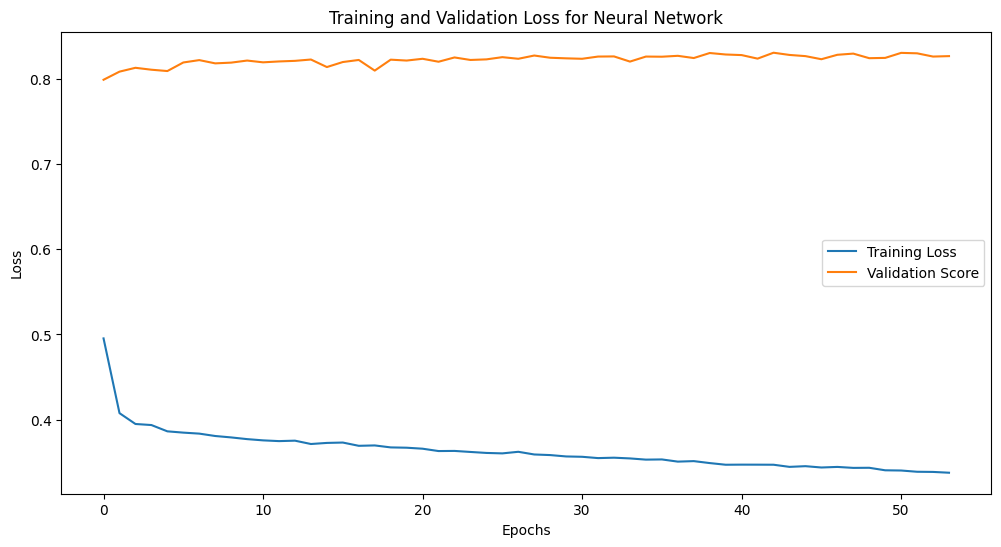 Training and Validation Loss for Neural Network
0.8
0.7
0.6
0.5
0.4
Loss
Training Loss
Validation Score
0 10 20 30 40 50
Epochs